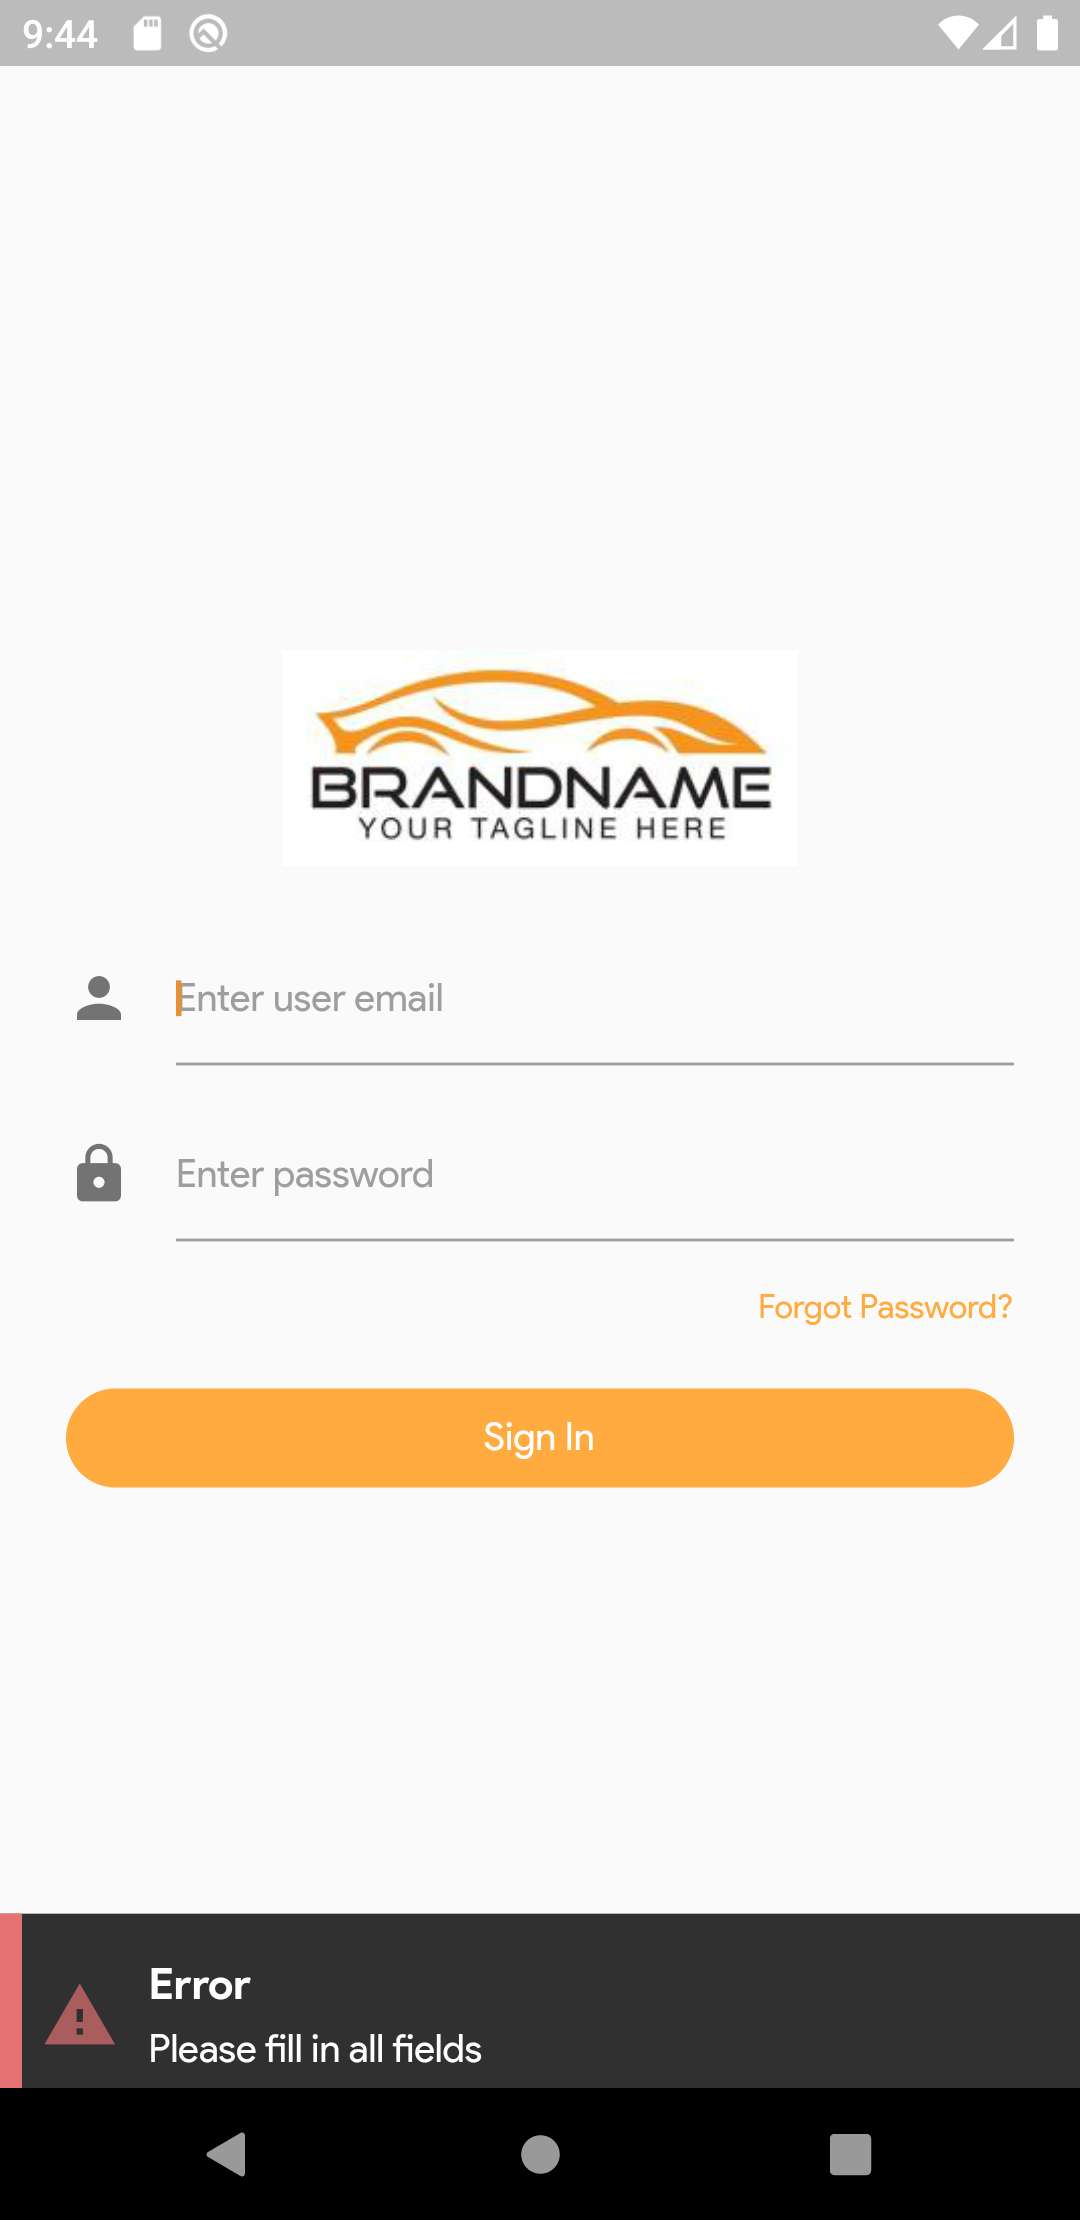 9:44
BRANDNAME
YOUR TAGLINE HERE
Enter user email
Enter password
Forgot Password?
Sign In
Error
Please fill in all fields